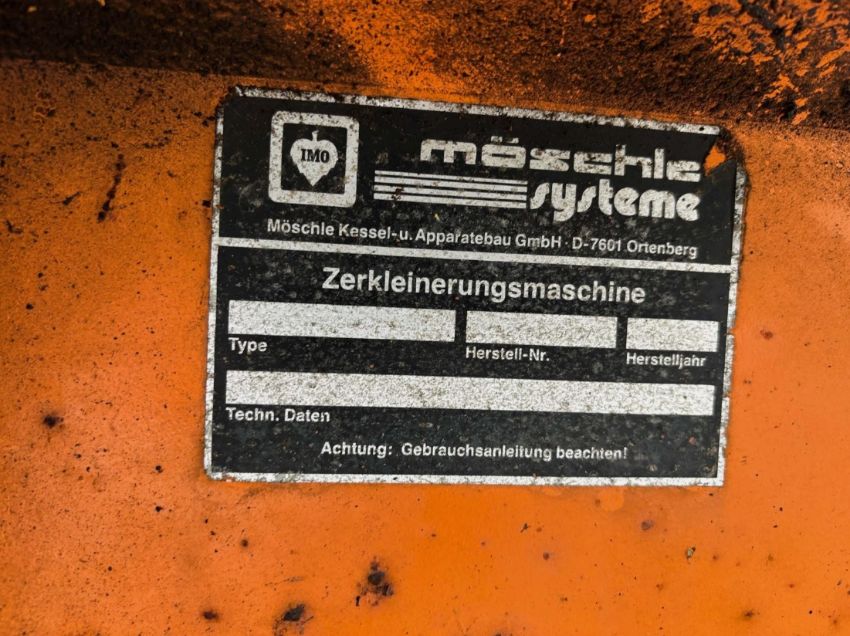 IMO
möschle
systeme
Möschle Kessel- u. Apparatebau GmbH · D-7601 Ortenberg
Zerkleinerungsmaschine
Type Herstell-Nr. Herstelljahr
Techn. Daten
Achtung: Gebrauchsanleitung beachten!